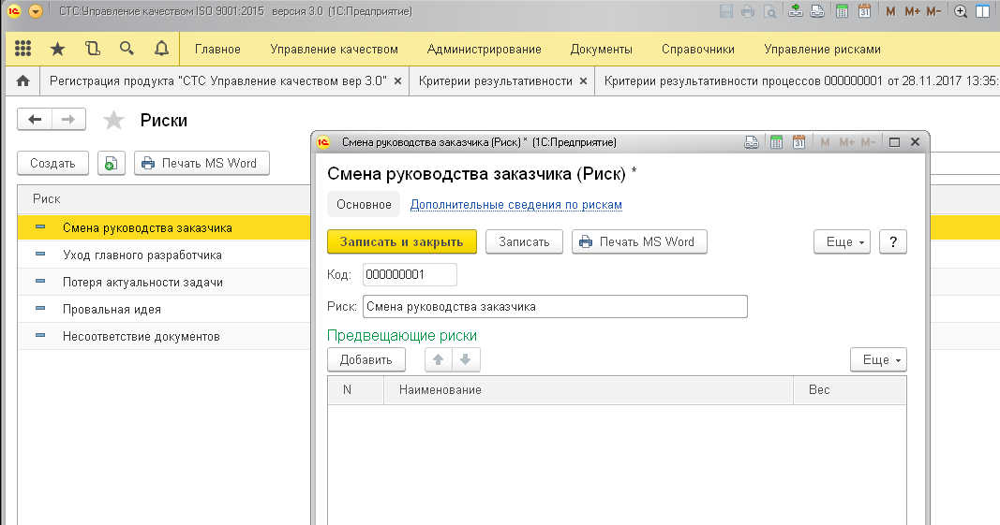 СТС:Управление качеством ISO 9001:2015 версия 3.0 (1С:Предприятие)
M M+ M-
Главное Управление качеством Администрирование Документы Справочники Управление рисками
Регистрация продукта "СТС Управление качеством вер 3.0" × Критерии результативности × Критерии результативности процессов 000000001 от 28.11.2017 13:35:
Риски
Создать Печать MS Word
Риск
Смена руководства заказчика
Уход главного разработчика
Потеря актуальности задачи
Провальная идея
Несоответствие документов
Смена руководства заказчика (Риск) * (1С:Предприятие)
M M+ M-
Смена руководства заказчика (Риск) *
Основное Дополнительные сведения по рискам
Записать и закрыть Записать Печать MS Word Еще ?
Код: 000000001
Риск: Смена руководства заказчика
Предвещающие риски
Добавить Еще
N Наименование Вес